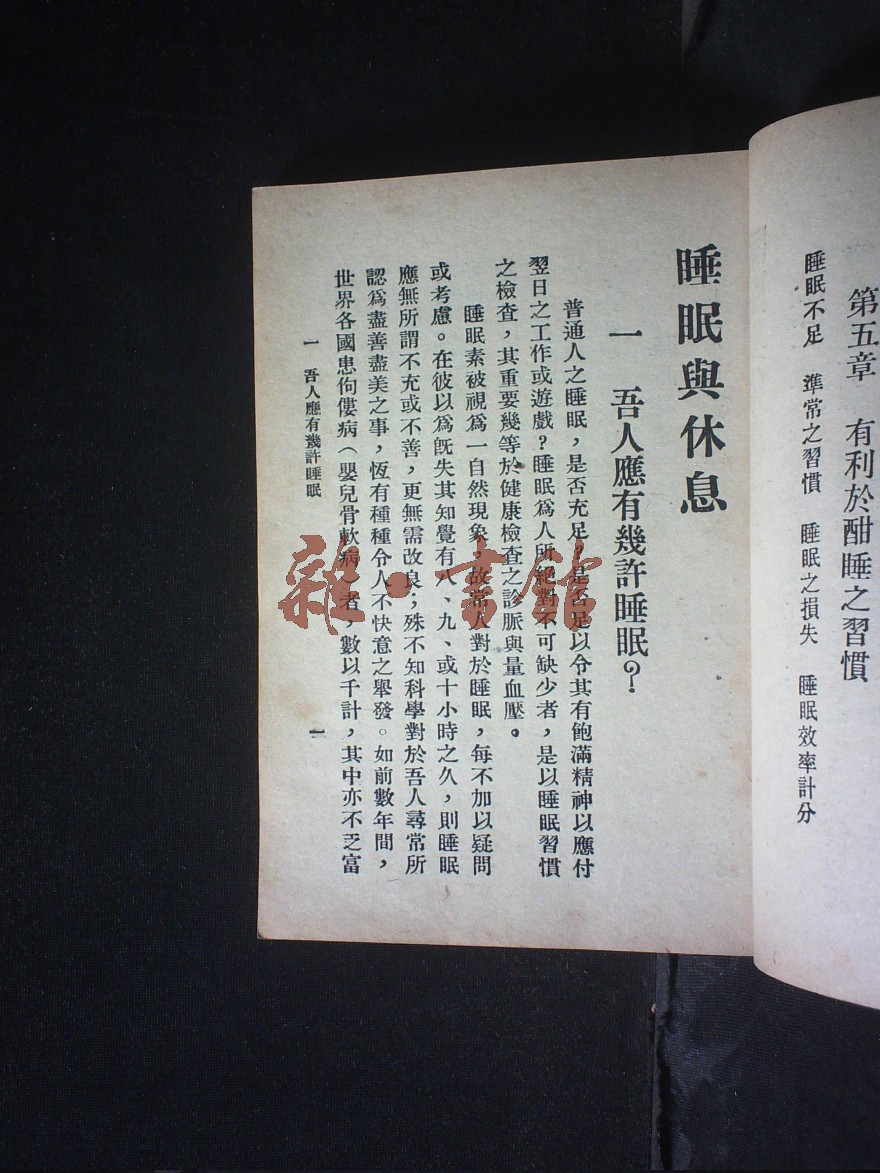 第五章 有利於酣睡之習慣
睡眠不足 準常之習慣 睡眠之損失 睡眠效率計分
睡眠與休息
一 吾人應有幾許睡眠？
普通人之睡眠，是否充足，是否足以令其有飽滿精神以應付
翌日之工作或遊戲？睡眠爲人所絕對不可缺少者，是以睡眠習慣
之檢查，其重要幾等於健康檢查之診脈與量血壓。
睡眠素被視爲一自然現象，故常人對於睡眠，每不加以疑問
或考慮。在彼以爲旣失其知覺有八、九、或十小時之久，則睡眠
應無所謂不充或不善，更無需改良；殊不知科學對於吾人尋常所
認爲盡善盡美之事，恆有種種令人不快意之舉發。如前數年間，
世界各國患佝僂病（嬰兒骨軟病）者，數以千計，其中亦不乏富
一 吾人應有幾許睡眠
一
雜·書館